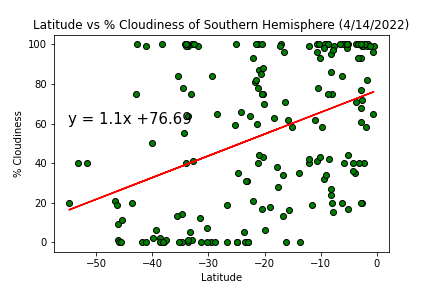 Latitude vs % Cloudiness of Southern Hemisphere (4/14/2022)
100
80
y = 1.1x +76.69
60
40
20
0
% Cloudiness
−50 −40 −30 −20 −10 0
Latitude